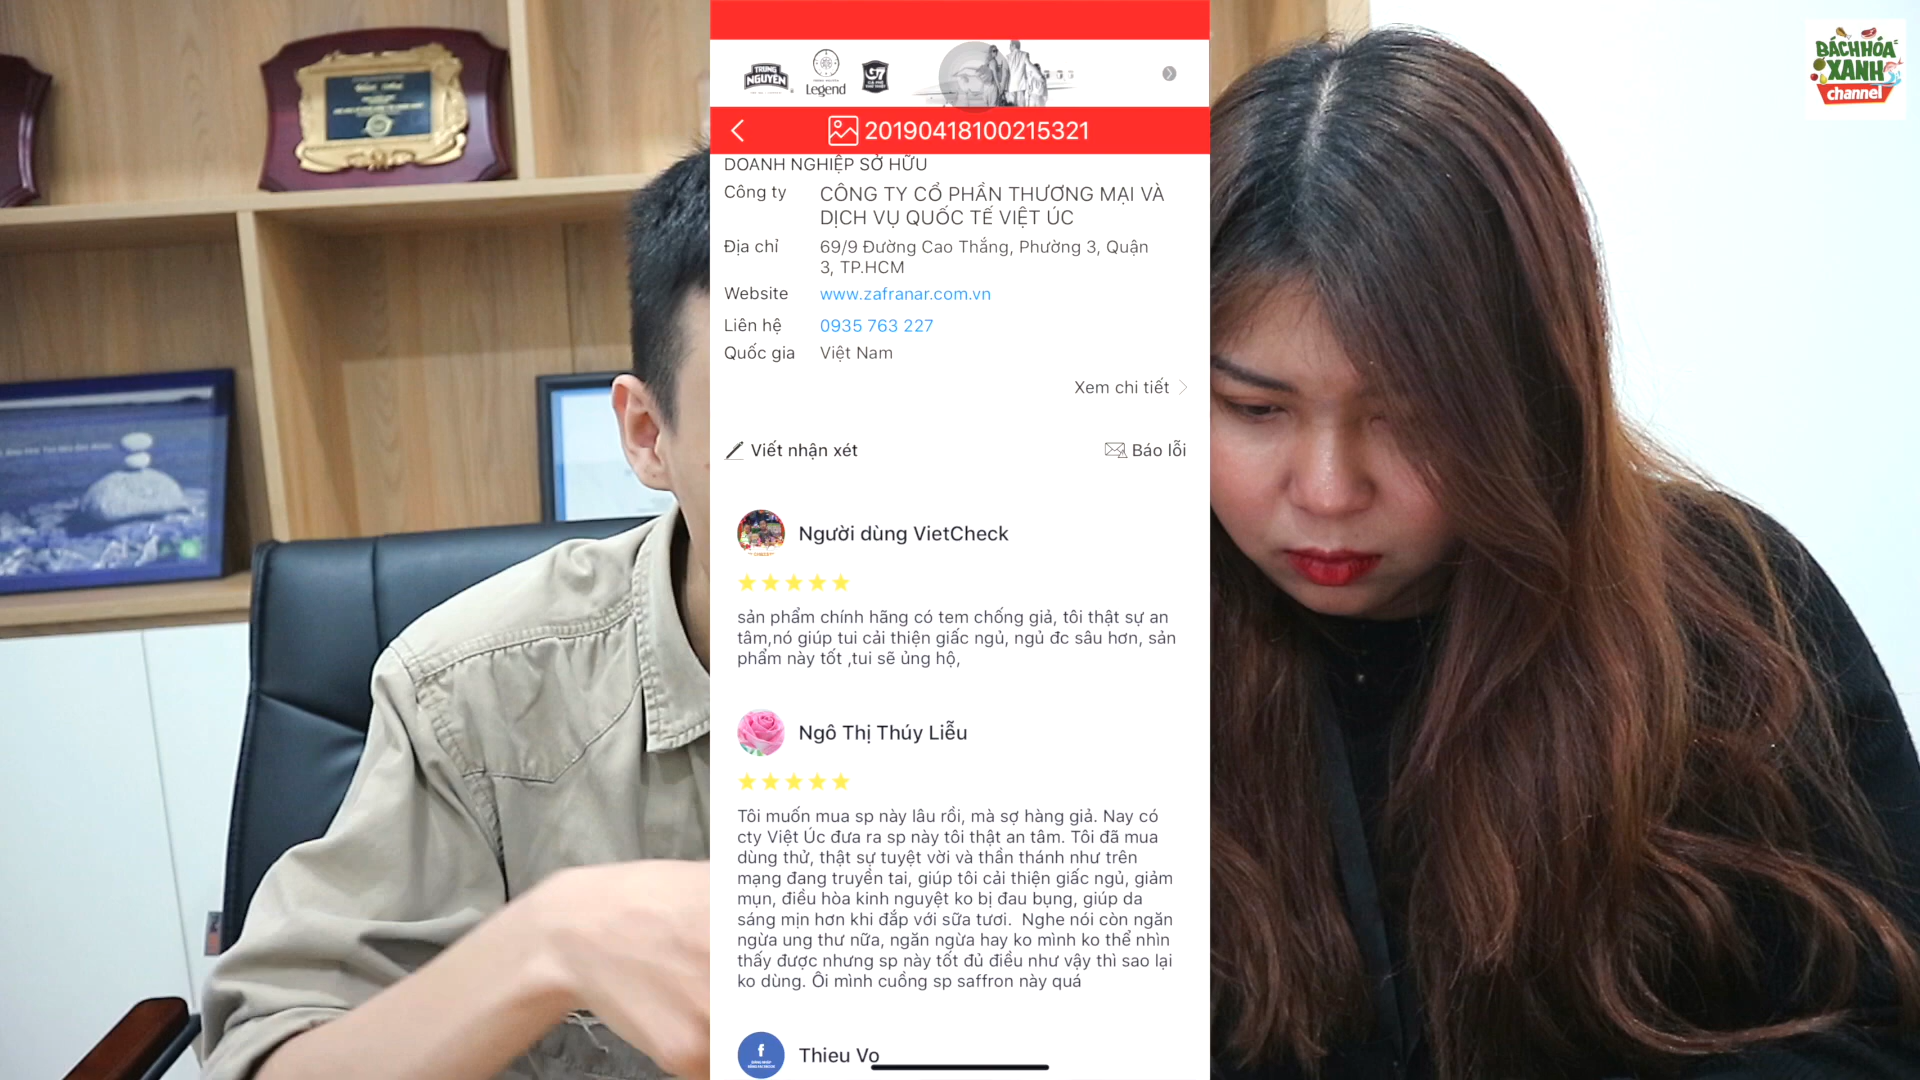 TRUNG
NGUYÊN
Legend
G7
BÁCH HÓA
XANH
channel
20190418100215321
DOANH NGHIỆP SỞ HỮU
Công ty CÔNG TY CỔ PHẦN THƯƠNG MẠI VÀ
DỊCH VỤ QUỐC TẾ VIỆT ÚC
Địa chỉ 69/9 Đường Cao Thắng, Phường 3, Quận
3, TP.HCM
Website www.zafranar.com.vn
Liên hệ 0935 763 227
Quốc gia Việt Nam
Xem chi tiết
Viết nhận xét
Báo lỗi
Người dùng VietCheck
sản phẩm chính hãng có tem chống giả, tôi thật sự an
tâm,nó giúp tui cải thiện giấc ngủ, ngủ đc sâu hơn, sản
phẩm này tốt ,tui sẽ ủng hộ,
Ngô Thị Thúy Liễu
Tôi muốn mua sp này lâu rồi, mà sợ hàng giả. Nay có
cty Việt Úc đưa ra sp này tôi thật an tâm. Tôi đã mua
dùng thử, thật sự tuyệt vời và thần thánh như trên
mạng đang truyền tai, giúp tôi cải thiện giấc ngủ, giảm
mụn, điều hòa kinh nguyệt ko bị đau bụng, giúp da
sáng mịn hơn khi đắp với sữa tươi. Nghe nói còn ngăn
ngừa ung thư nữa, ngăn ngừa hay ko mình ko thể nhìn
thấy được nhưng sp này tốt đủ điều như vậy thì sao lại
ko dùng. Ôi mình cuồng sp saffron này quá
Thieu Vo